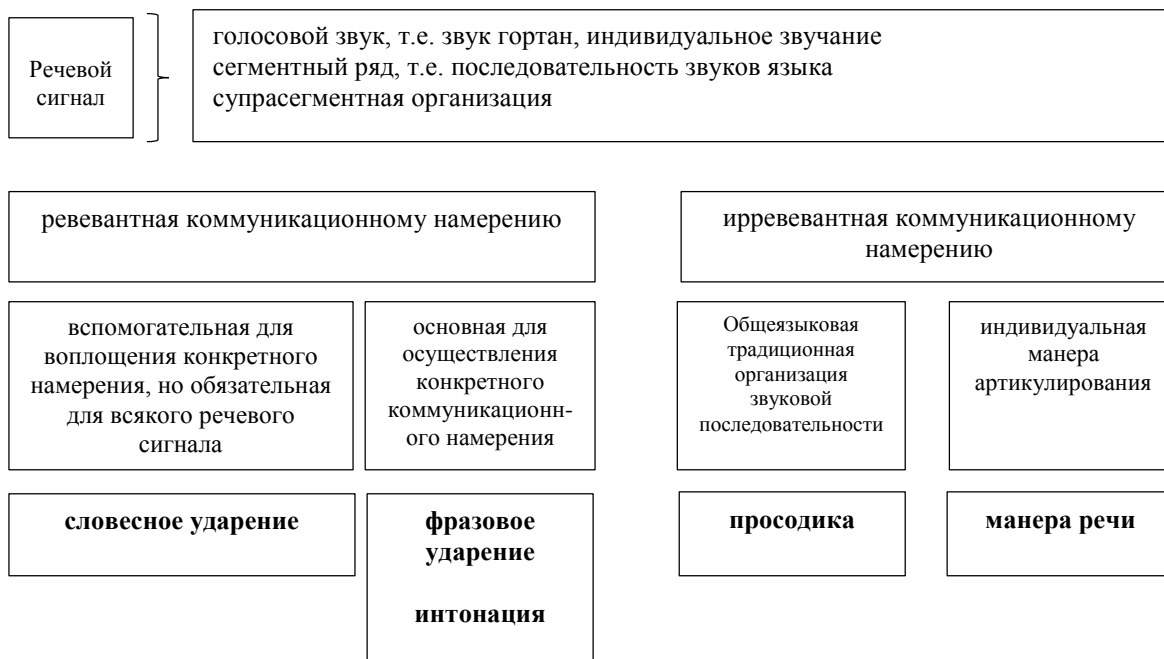 Речевой
сигнал
голосовой звук, т.е. звук гортан, индивидуальное звучание
сегментный ряд, т.е. последовательность звуков языка
супрасегментная организация
ревевантная коммуникационному намерению
ирревевантная коммуникационному
намерению
вспомогательная для
воплощения конкретного
намерения, но обязательная
для всякого речевого
сигнала
основная для
осуществления
конкретного
коммуникационн-
ого намерения
Общеязыковая
традиционная
организация
звуковой
последовательности
индивидуальная
манера
артикулирования
словесное ударение
фразовое
ударение
интонация
просодика
манера речи